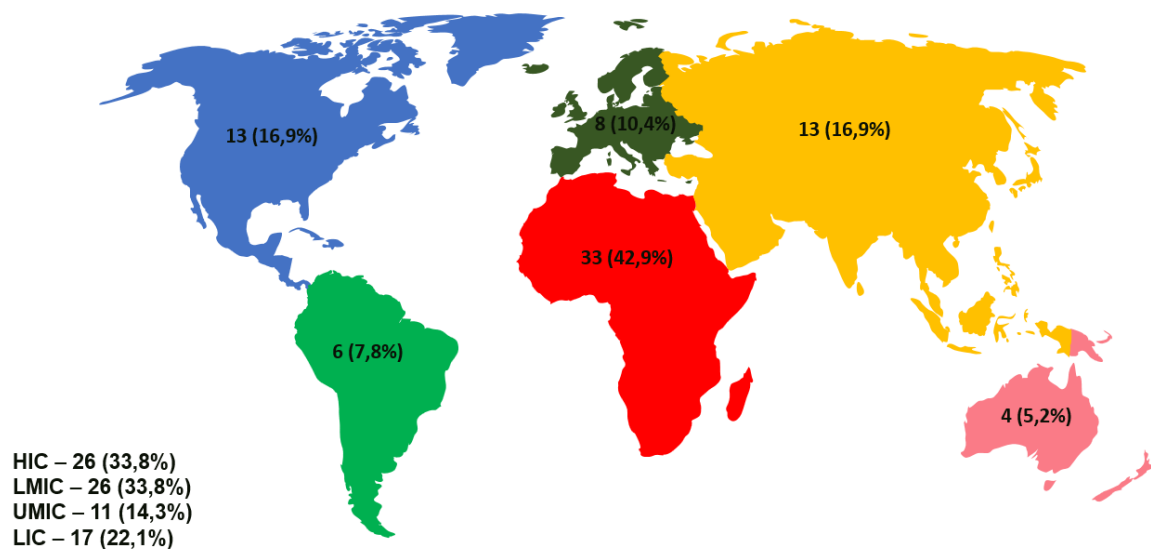 13 (16,9%)
8 (10,4%)
13 (16,9%)
33 (42,9%)
6 (7,8%)
4 (5,2%)
HIC – 26 (33,8%)
LMIC – 26 (33,8%)
UMIC – 11 (14,3%)
LIC – 17 (22,1%)